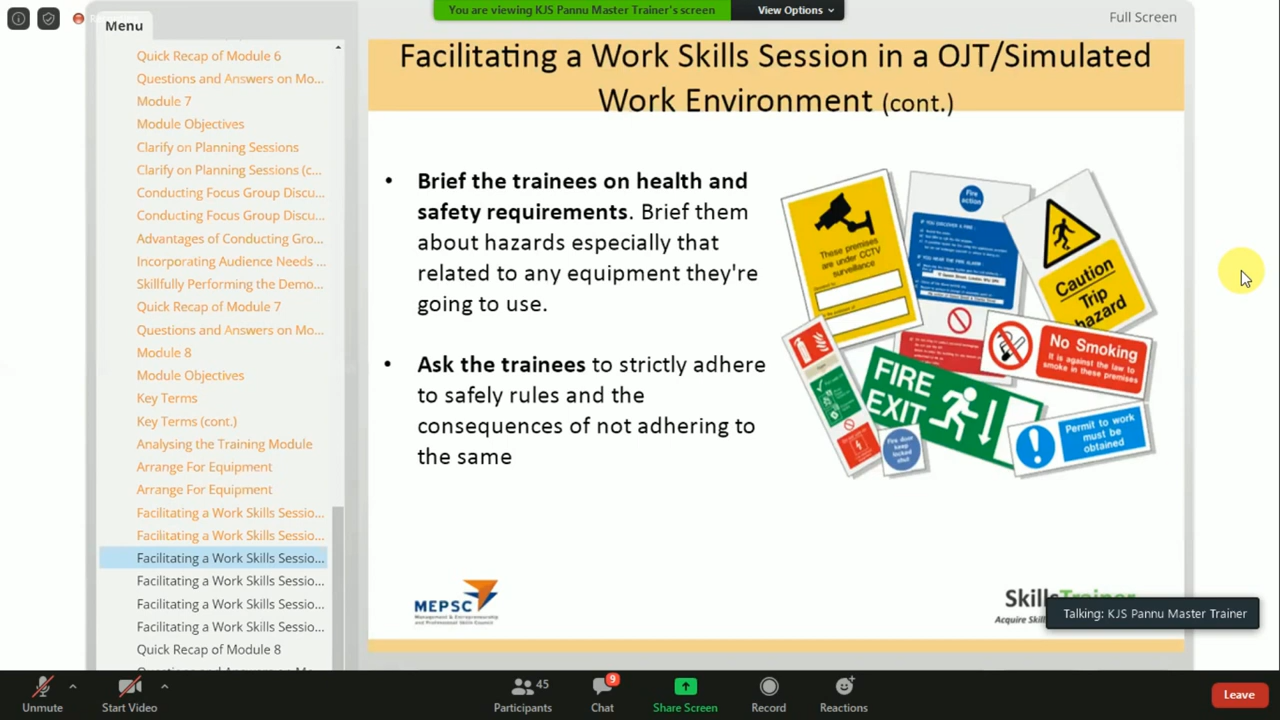 You are viewing KJS Pannu Master Trainer's screen
View Options
Menu
Full Screen
Quick Recap of Module 6
Questions and Answers on Mo...
Module 7
Module Objectives
Clarify on Planning Sessions
Clarify on Planning Sessions (c...
Conducting Focus Group Discu...
Conducting Focus Group Discu...
Advantages of Conducting Gro...
Incorporating Audience Needs ...
Skillfully Performing the Demo...
Quick Recap of Module 7
Questions and Answers on Mo...
Module 8
Module Objectives
Key Terms
Key Terms (cont.)
Analysing the Training Module
Arrange For Equipment
Arrange For Equipment
Facilitating a Work Skills Sessio...
Facilitating a Work Skills Sessio...
Facilitating a Work Skills Sessio...
Facilitating a Work Skills Sessio...
Facilitating a Work Skills Sessio...
Facilitating a Work Skills Sessio...
Quick Recap of Module 8
Facilitating a Work Skills Session in a OJT/Simulated
Work Environment (cont.)
• Brief the trainees on health and
safety requirements. Brief them
about hazards especially that
related to any equipment they're
going to use.
• Ask the trainees to strictly adhere
to safely rules and the
consequences of not adhering to
the same
These premises
are under CCTV
surveillance
Fire
action
Caution
Trip
hazard
No Smoking
It is against the law to
smoke in these premises
FIRE
EXIT
Fire door
keep
locked
shut
Permit to work
must be
obtained
MEPSC
Management & Entrepreneurship
and Professional Skills Council
Skills
Talking: KJS Pannu Master Trainer
Unmute
Start Video
45
Participants
9
Chat
Share Screen
Record
Reactions
Leave